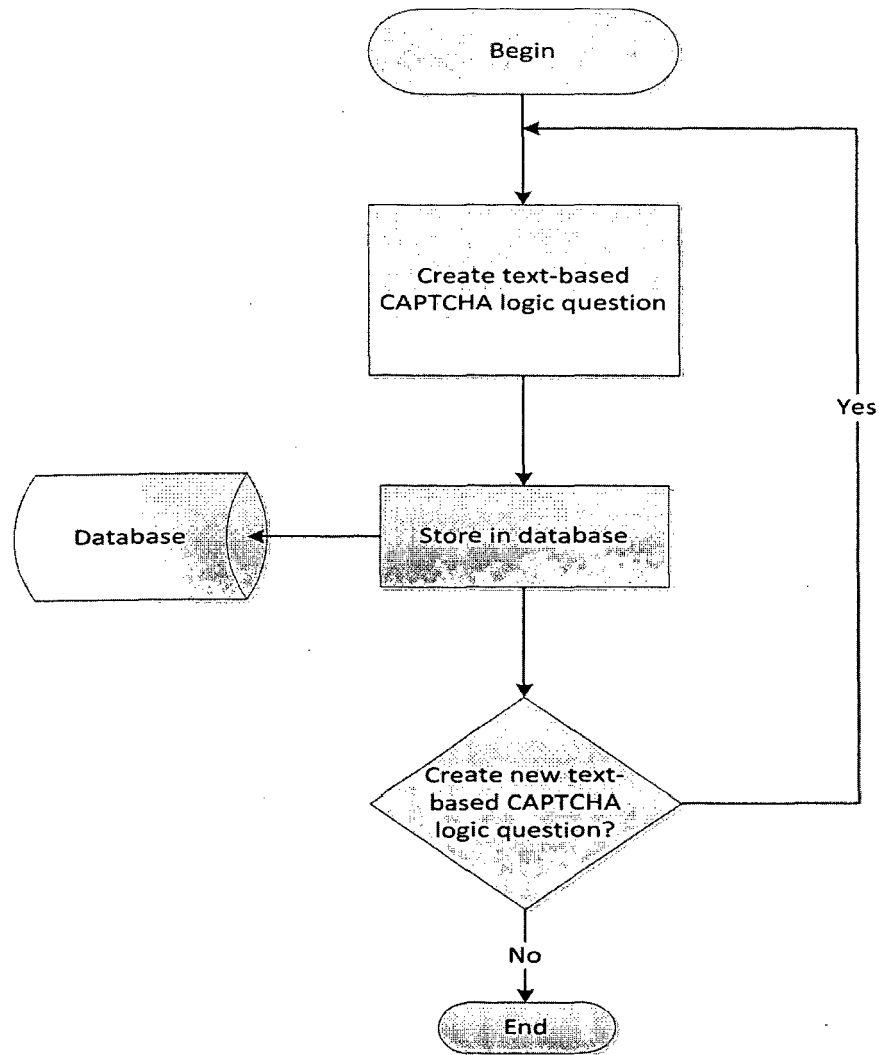 Begin
Create text-based
CAPTCHA logic question
Yes
Database
Store in database
Create new text-
based CAPTCHA
logic question?
No
End